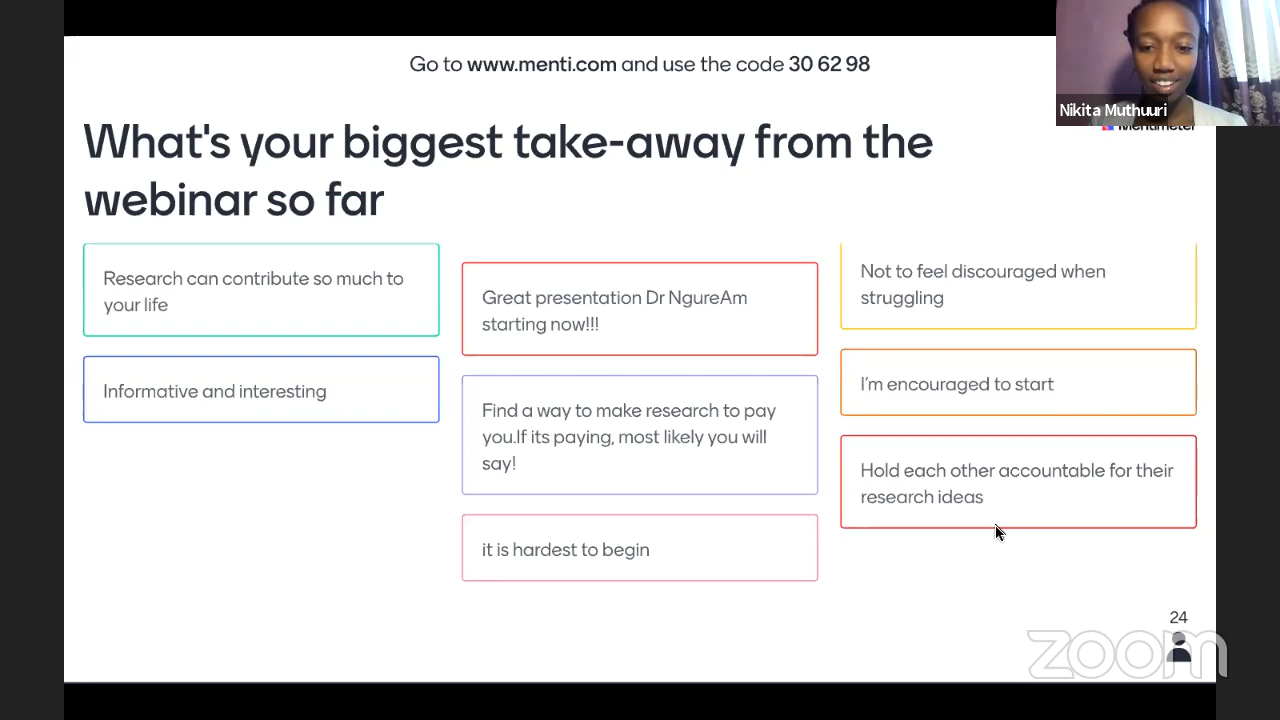 Go to www.menti.com and use the code 30 62 98
Nikita Muthuuri
Mentimeter
What's your biggest take-away from the
webinar so far
Research can contribute so much to
your life
Informative and interesting
Great presentation Dr NgureAm
starting now!!!
Find a way to make research to pay
you.If its paying, most likely you will
say!
it is hardest to begin
Not to feel discouraged when
struggling
I'm encouraged to start
Hold each other accountable for their
research ideas
24
zoom